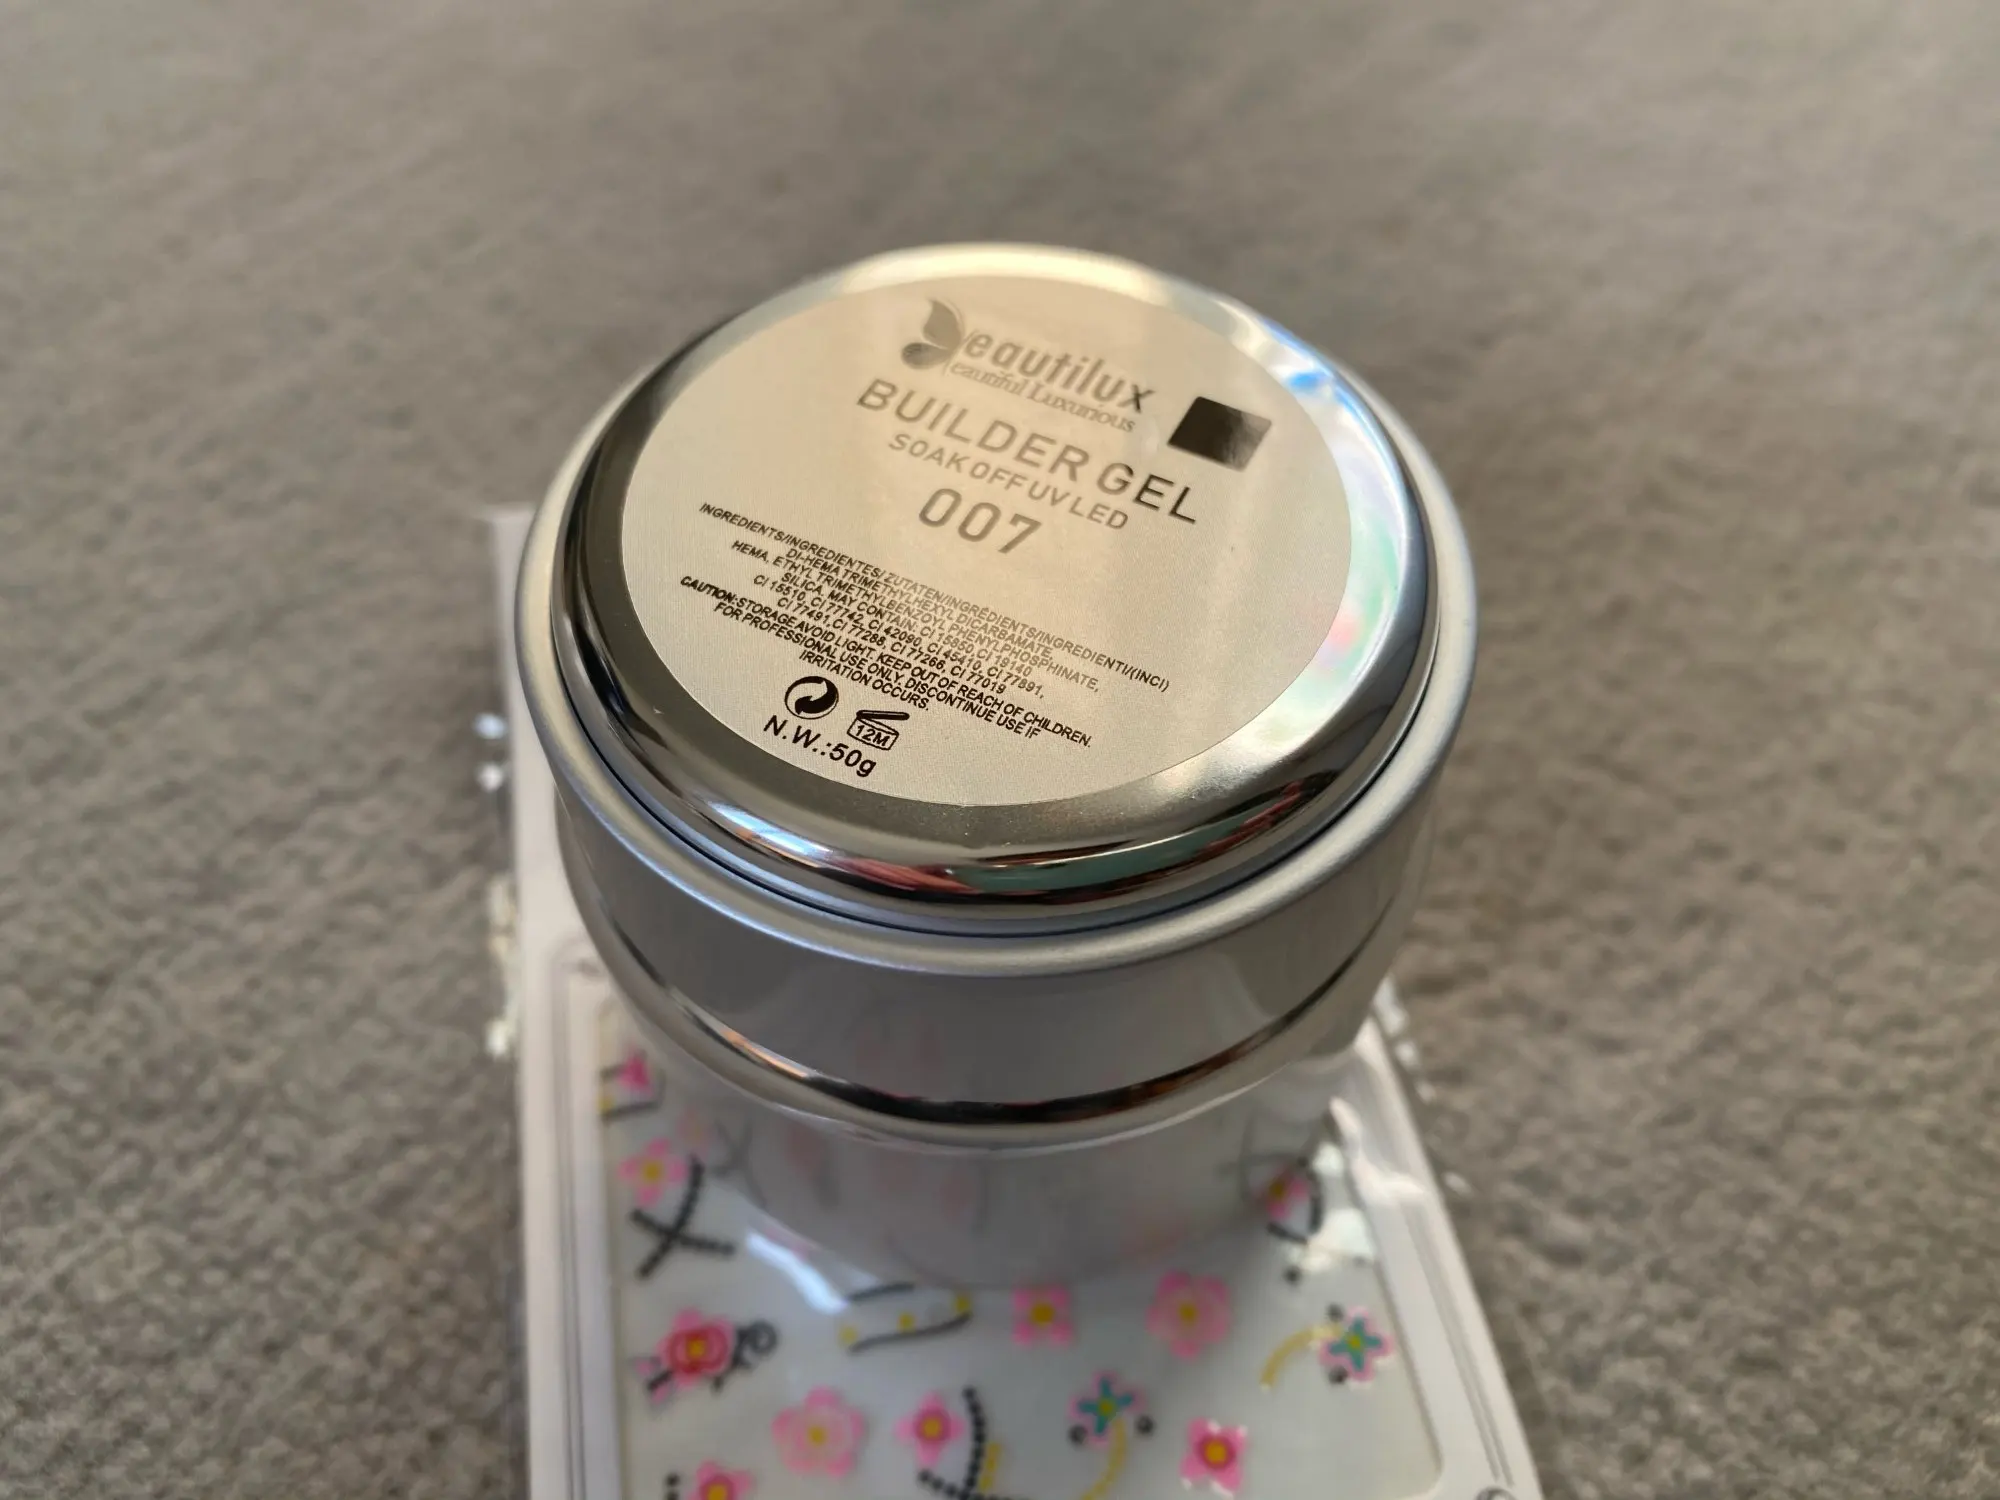 Beautilux
Beautiful Luxurious
BUILDER GEL
SOAK OFF UV LED
007
INGREDIENTS/INGREDIENTES/ZUTATEN/INGRÉDIENTS/INGREDIENTI/(INCI)
DI-HEMA TRIMETHYLHEXYL DICARBAMATE,
HEMA, ETHYL TRIMETHYLBENZOYL PHENYLPHOSPHINATE,
SILICA, MAY CONTAIN: CI 15850 CI 19140
CI 15510, CI 77742, CI 42090, CI 45410, CI 77891,
CI 77491, CI 77288, CI 77266, CI 77019
CAUTION:STORAGE AVOID LIGHT. KEEP OUT OF REACH OF CHILDREN.
FOR PROFESSIONAL USE ONLY. DISCONTINUE USE IF
IRRITATION OCCURS.
12M
N.W.:50g